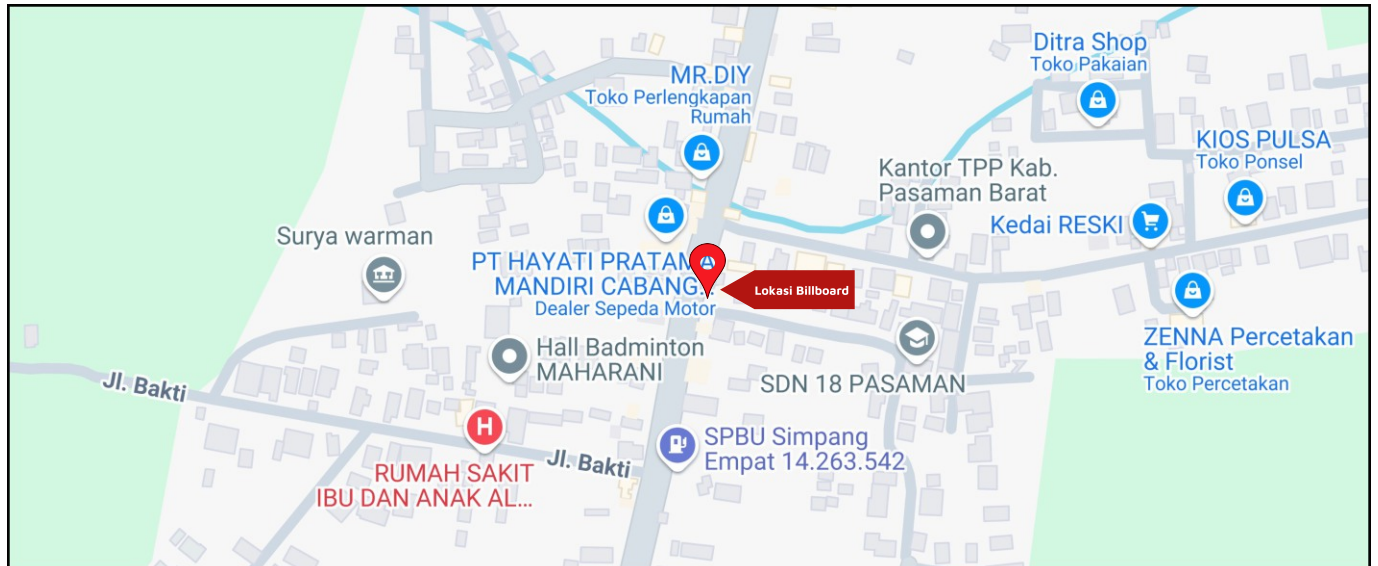 Ditra Shop
Toko Pakaian
MR.DIY
Toko Perlengkapan
Rumah
KIOS PULSA
Toko Ponsel
Kantor TPP Kab.
Pasaman Barat
Kedai RESKI
Surya warman
PT HAYATI PRATAMA
MANDIRI CABANG...
Dealer Sepeda Motor
Lokasi Billboard
Hall Badminton
MAHARANI
SDN 18 PASAMAN
ZENNA Percetakan
& Florist
Toko Percetakan
Jl. Bakti
H
SPBU Simpang
Empat 14.263.542
Jl. Bakti
RUMAH SAKIT
IBU DAN ANAK AL...